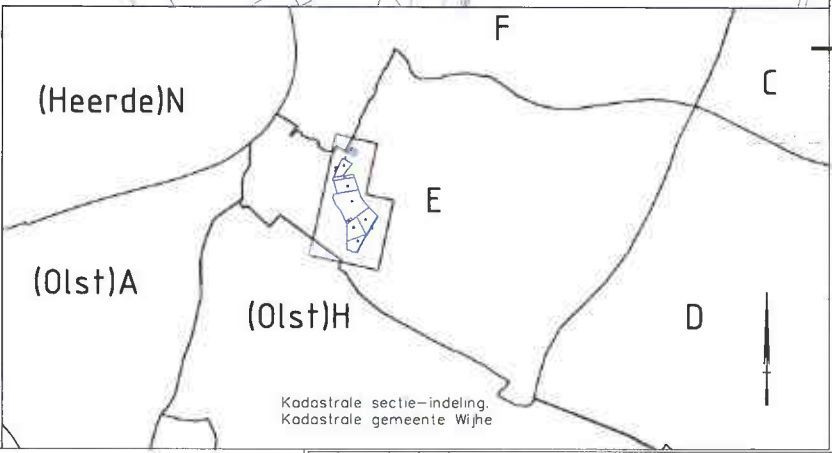 F
C
(Heerde)N
E
(Olst)A
(Olst)H
D
Kadastrale sectie-indeling.
Kadastrale gemeente Wijhe